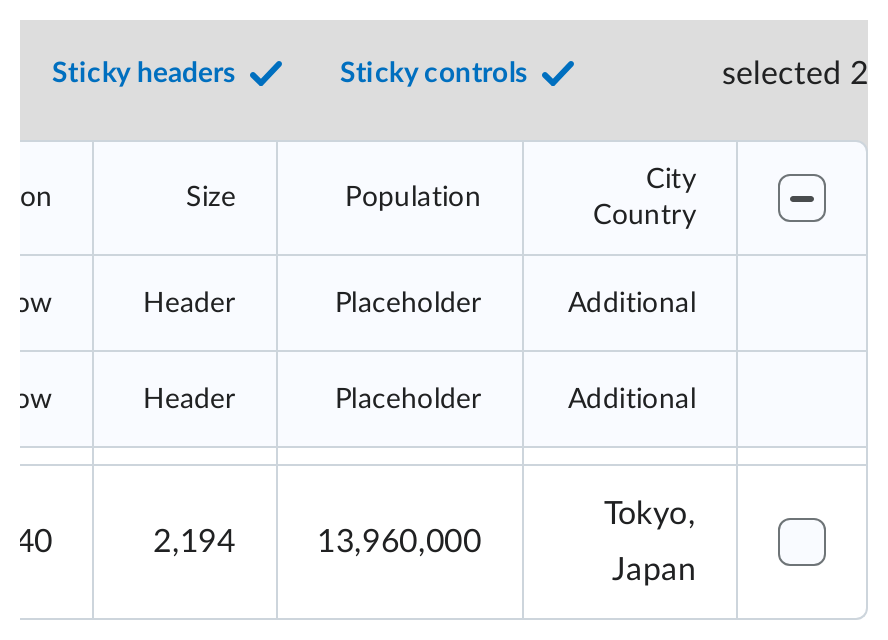 Sticky headers Sticky controls selected 2
on Size Population City
Country
ow Header Placeholder Additional
ow Header Placeholder Additional
40 2,194 13,960,000 Tokyo,
Japan